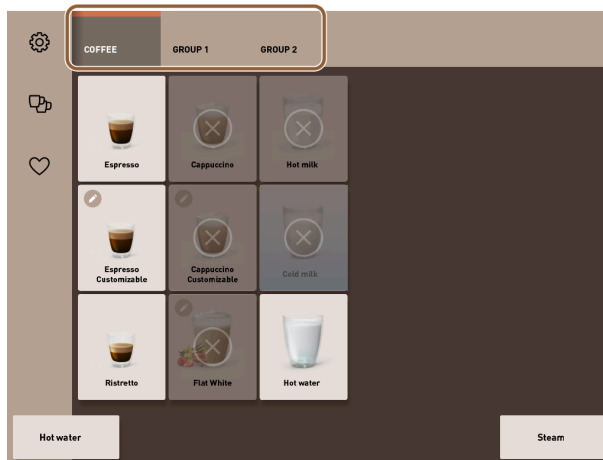 COFFEE
GROUP 1
GROUP 2
Espresso
Cappuccino
Hot milk
Espresso
Customizable
Cappuccino
Customizable
Cold milk
Ristretto
Flat White
Hot water
Hot water
Steam